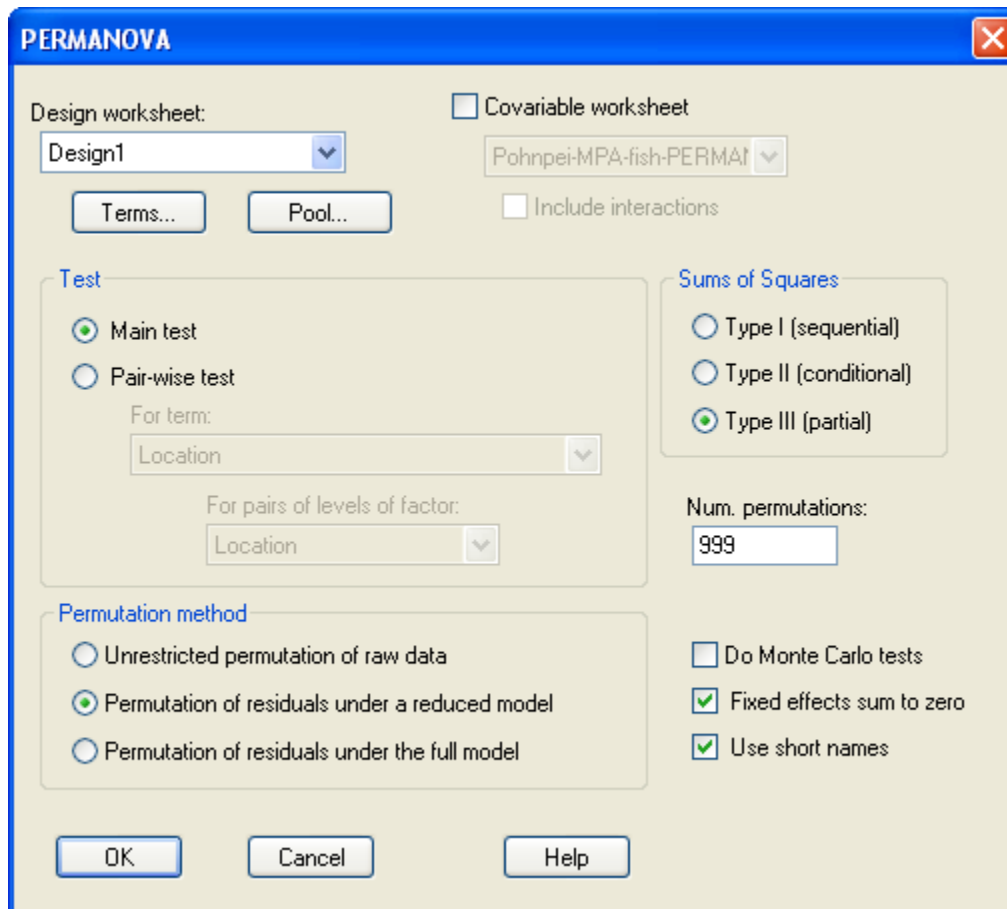 PERMANOVA
Design worksheet:
Design1
Terms...
Pool...
Covariable worksheet
Pohnpei-MPA-fish-PERMAN
Include interactions
Test
Main test
Pair-wise test
For term:
Location
For pairs of levels of factor:
Location
Sums of Squares
Type I (sequential)
Type II (conditional)
Type III (partial)
Num. permutations:
999
Permutation method
Unrestricted permutation of raw data
Permutation of residuals under a reduced model
Permutation of residuals under the full model
Do Monte Carlo tests
Fixed effects sum to zero
Use short names
OK
Cancel
Help